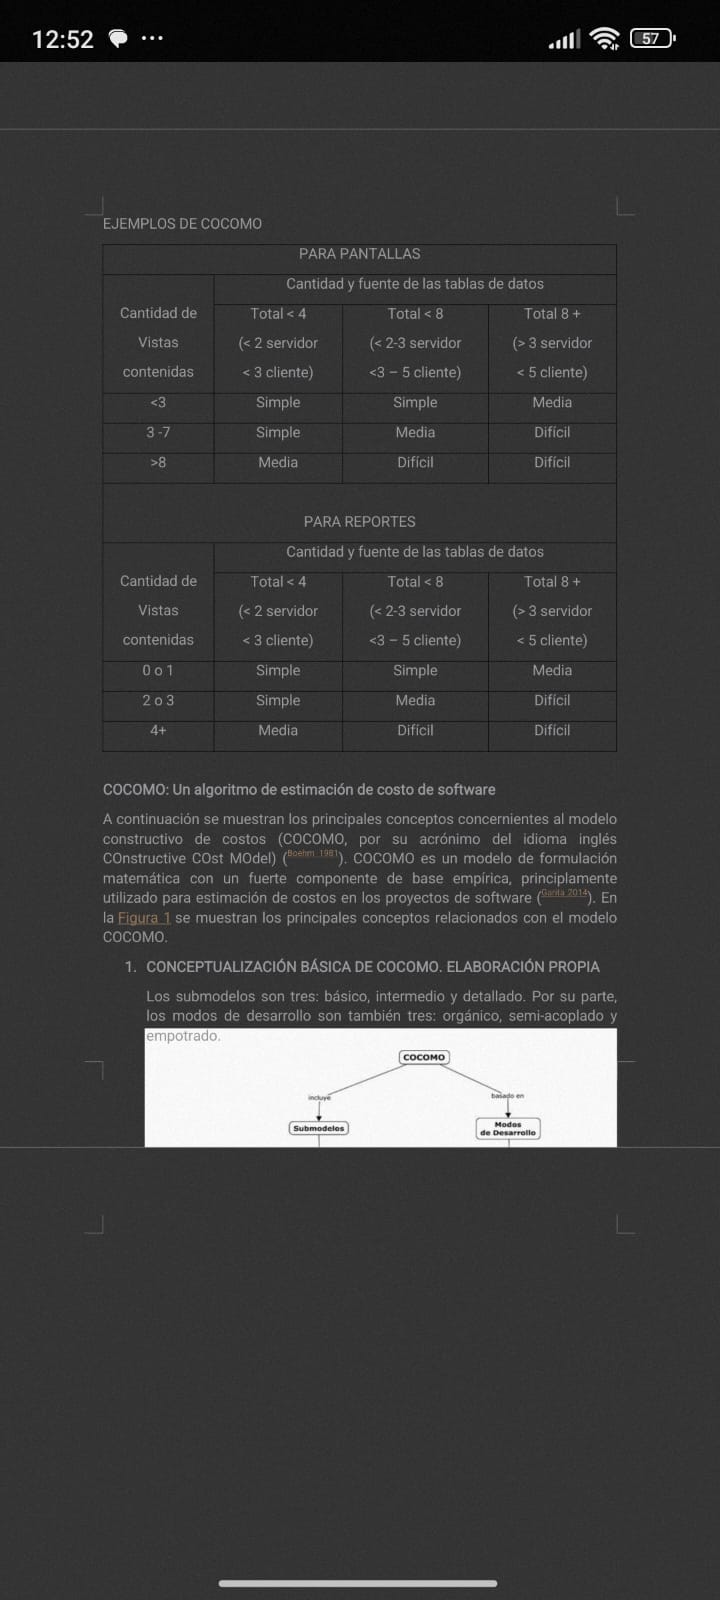 12:52
57
EJEMPLOS DE COCOMO
PARA PANTALLAS
Cantidad y fuente de las tablas de datos
Cantidad de Vistas contenidas
Total < 4 (< 2 servidor < 3 cliente)
Total < 8 (< 2-3 servidor <3 – 5 cliente)
Total 8 + (> 3 servidor < 5 cliente)
<3 Simple Simple Media
3 -7 Simple Media Difícil
>8 Media Difícil Difícil
PARA REPORTES
Cantidad y fuente de las tablas de datos
Cantidad de Vistas contenidas
Total < 4 (< 2 servidor < 3 cliente)
Total < 8 (< 2-3 servidor <3 – 5 cliente)
Total 8 + (> 3 servidor < 5 cliente)
0 o 1 Simple Simple Media
2 o 3 Simple Media Difícil
4+ Media Difícil Difícil
COCOMO: Un algoritmo de estimación de costo de software
A continuación se muestran los principales conceptos concernientes al modelo
constructivo de costos (COCOMO, por su acrónimo del idioma inglés
COnstructive COst MOdel) (Boehm 1981). COCOMO es un modelo de formulación
matemática con un fuerte componente de base empírica, principlamente
utilizado para estimación de costos en los proyectos de software (Garita 2014). En
la Figura 1 se muestran los principales conceptos relacionados con el modelo
COCOMO.
1. CONCEPTUALIZACIÓN BÁSICA DE COCOMO. ELABORACIÓN PROPIA
Los submodelos son tres: básico, intermedio y detallado. Por su parte,
los modos de desarrollo son también tres: orgánico, semi-acoplado y
empotrado.
COCOMO
incluye
basado en
Submodelos
Modos
de Desarrollo